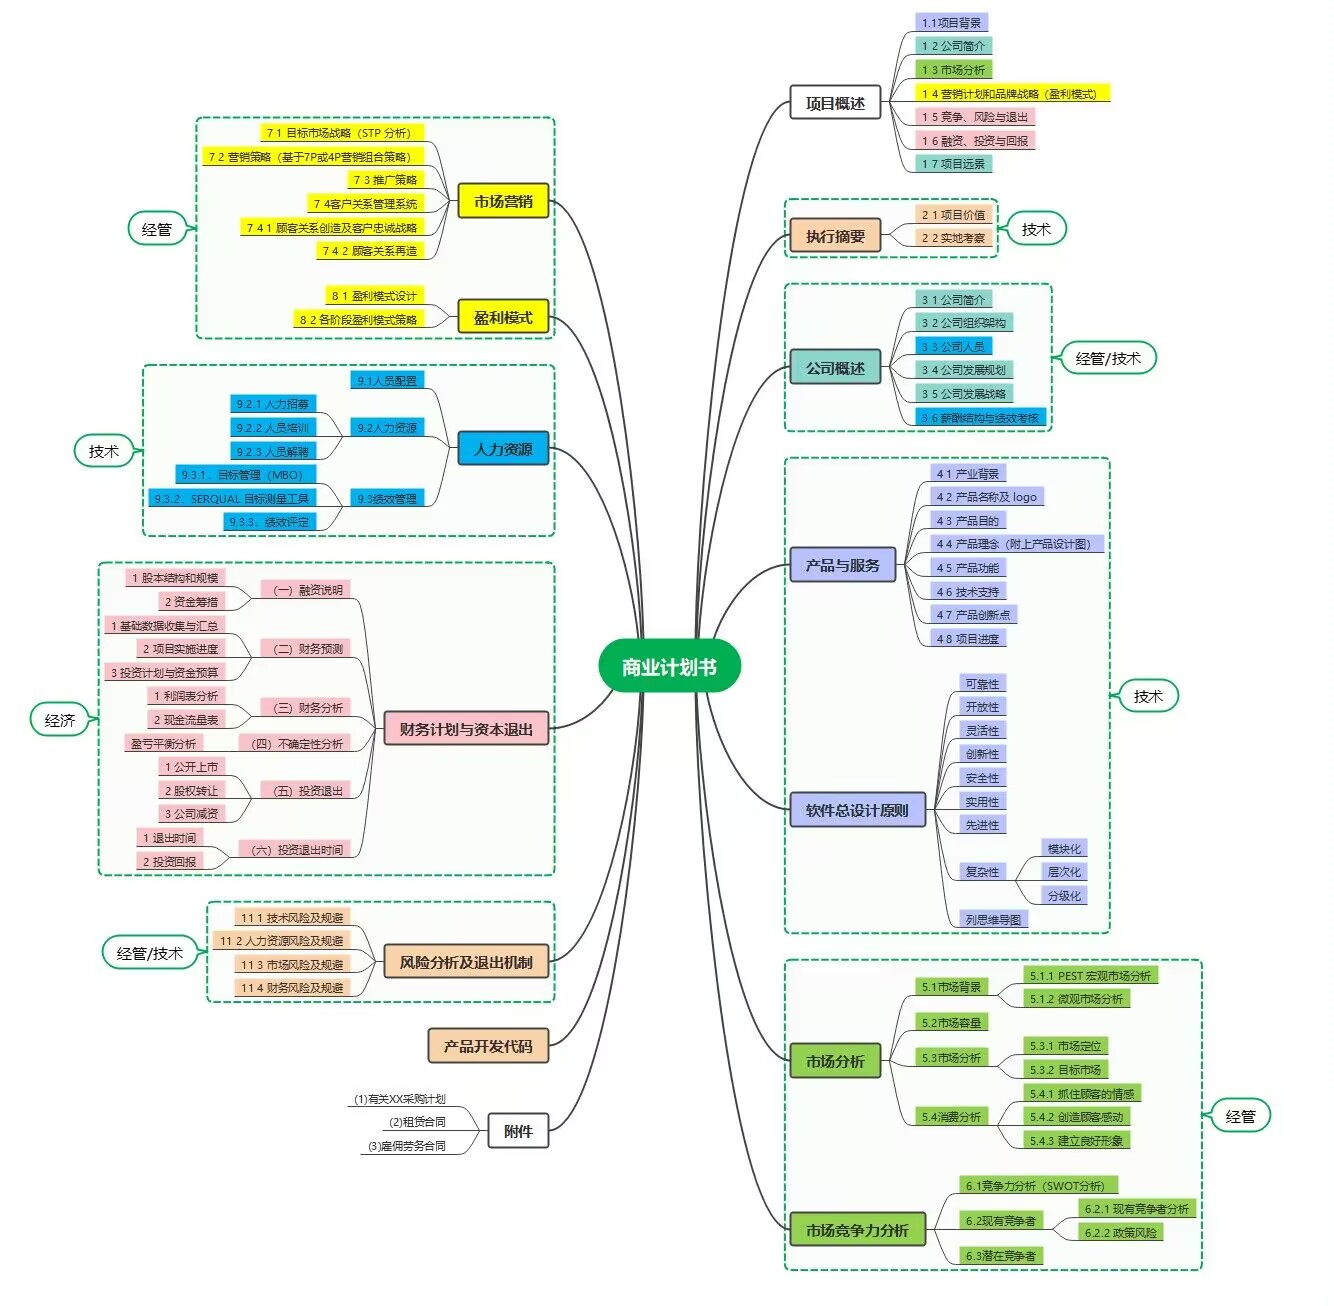 商业计划书
项目概述
1.1项目背景
1 2 公司简介
1 3 市场分析
1 4 营销计划和品牌战略（盈利模式）
1 5 竞争、风险与退出
1 6 融资、投资与回报
1 7 项目远景
执行摘要
2 1 项目价值
2 2 实地考察
技术
公司概述
3 1 公司简介
3 2 公司组织架构
3 3 公司人员
3 4 公司发展规划
3 5 公司发展战略
3 6 薪酬结构与绩效考核
经管/技术
产品与服务
4 1 产业背景
4 2 产品名称及 logo
4 3 产品目的
4 4 产品理念（附上产品设计图）
4 5 产品功能
4 6 技术支持
4 7 产品创新点
4 8 项目进度
软件总设计原则
可靠性
开放性
灵活性
创新性
安全性
实用性
先进性
复杂性
模块化
层次化
分级化
列思维导图
技术
市场分析
5.1市场背景
5.1.1 PEST 宏观市场分析
5.1.2 微观市场分析
5.2市场容量
5.3市场分析
5.3.1 市场定位
5.3.2 目标市场
5.4消费分析
5.4.1 抓住顾客的情感
5.4.2 创造顾客感动
5.4.3 建立良好形象
市场竞争力分析
6.1竞争力分析（SWOT分析）
6.2现有竞争者
6.2.1 现有竞争者分析
6.2.2 政策风险
6.3潜在竞争者
经管
市场营销
7 1 目标市场战略（STP 分析）
7 2 营销策略（基于7P或4P营销组合策略）
7 3 推广策略
7 4客户关系管理系统
7 4 1 顾客关系创造及客户忠诚战略
7 4 2 顾客关系再造
盈利模式
8 1 盈利模式设计
8 2 各阶段盈利模式策略
经管
人力资源
9.1人员配置
9.2人力资源
9.2.1 人力招募
9.2.2 人员培训
9.2.3 人员解聘
9.3绩效管理
9.3.1．目标管理（MBO）
9.3.2．SERQUAL 目标测量工具
9.3.3．绩效评定
技术
财务计划与资本退出
（一）融资说明
1 股本结构和规模
2 资金筹措
（二）财务预测
1 基础数据收集与汇总
2 项目实施进度
3 投资计划与资金预算
（三）财务分析
1 利润表分析
2 现金流量表
（四）不确定性分析
盈亏平衡分析
（五）投资退出
1 公开上市
2 股权转让
3 公司减资
（六）投资退出时间
1 退出时间
2 投资回报
经济
风险分析及退出机制
11 1 技术风险及规避
11 2 人力资源风险及规避
11 3 市场风险及规避
11 4 财务风险及规避
经管/技术
产品开发代码
附件
(1)有关XX采购计划
(2)租赁合同
(3)雇佣劳务合同